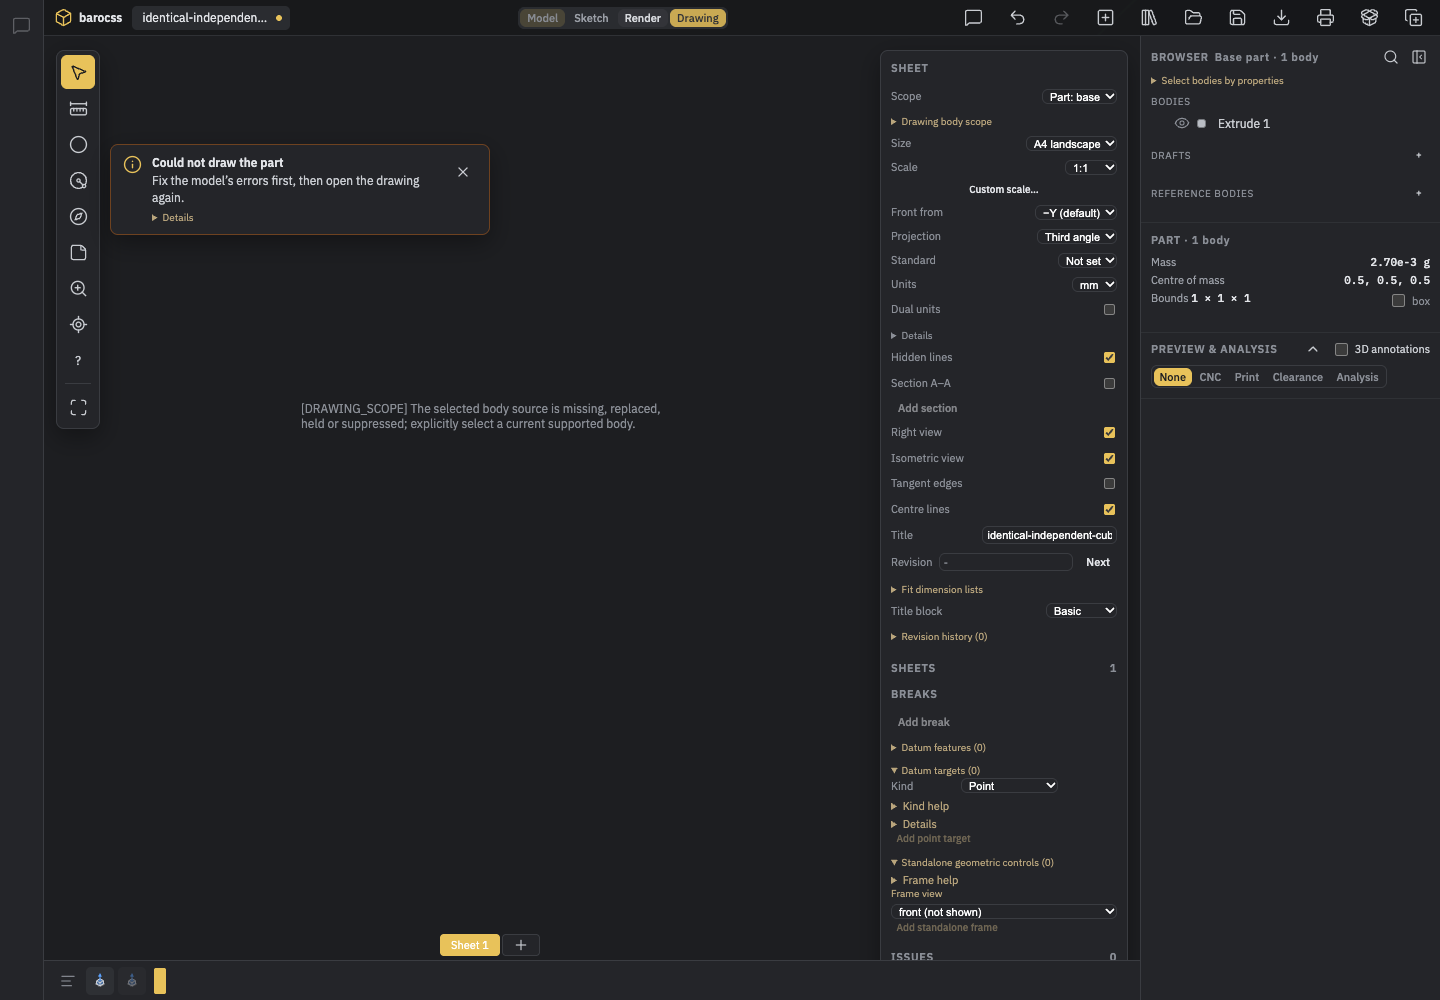 barocss
identical-independen...
Model
Sketch
Render
Drawing
Could not draw the part
Fix the model's errors first, then open the drawing
again.
Details
[DRAWING_SCOPE] The selected body source is missing, replaced,
held or suppressed; explicitly select a current supported body.
?
Sheet 1
SHEET
Scope
Part: base
Drawing body scope
Size
A4 landscape
Scale
1:1
Custom scale...
Front from
−Y (default)
Projection
Third angle
Standard
Not set
Units
mm
Dual units
Details
Hidden lines
Section A–A
Add section
Right view
Isometric view
Tangent edges
Centre lines
Title
identical-independent-cub
Revision
-
Next
Fit dimension lists
Title block
Basic
Revision history (0)
SHEETS
1
BREAKS
Add break
Datum features (0)
Datum targets (0)
Kind
Point
Kind help
Details
Add point target
Standalone geometric controls (0)
Frame help
Frame view
front (not shown)
Add standalone frame
ISSUES
0
BROWSER Base part · 1 body
Select bodies by properties
BODIES
Extrude 1
DRAFTS
REFERENCE BODIES
PART · 1 body
Mass
2.70e-3 g
Centre of mass
0.5, 0.5, 0.5
Bounds 1 × 1 × 1
box
PREVIEW & ANALYSIS
3D annotations
None
CNC
Print
Clearance
Analysis